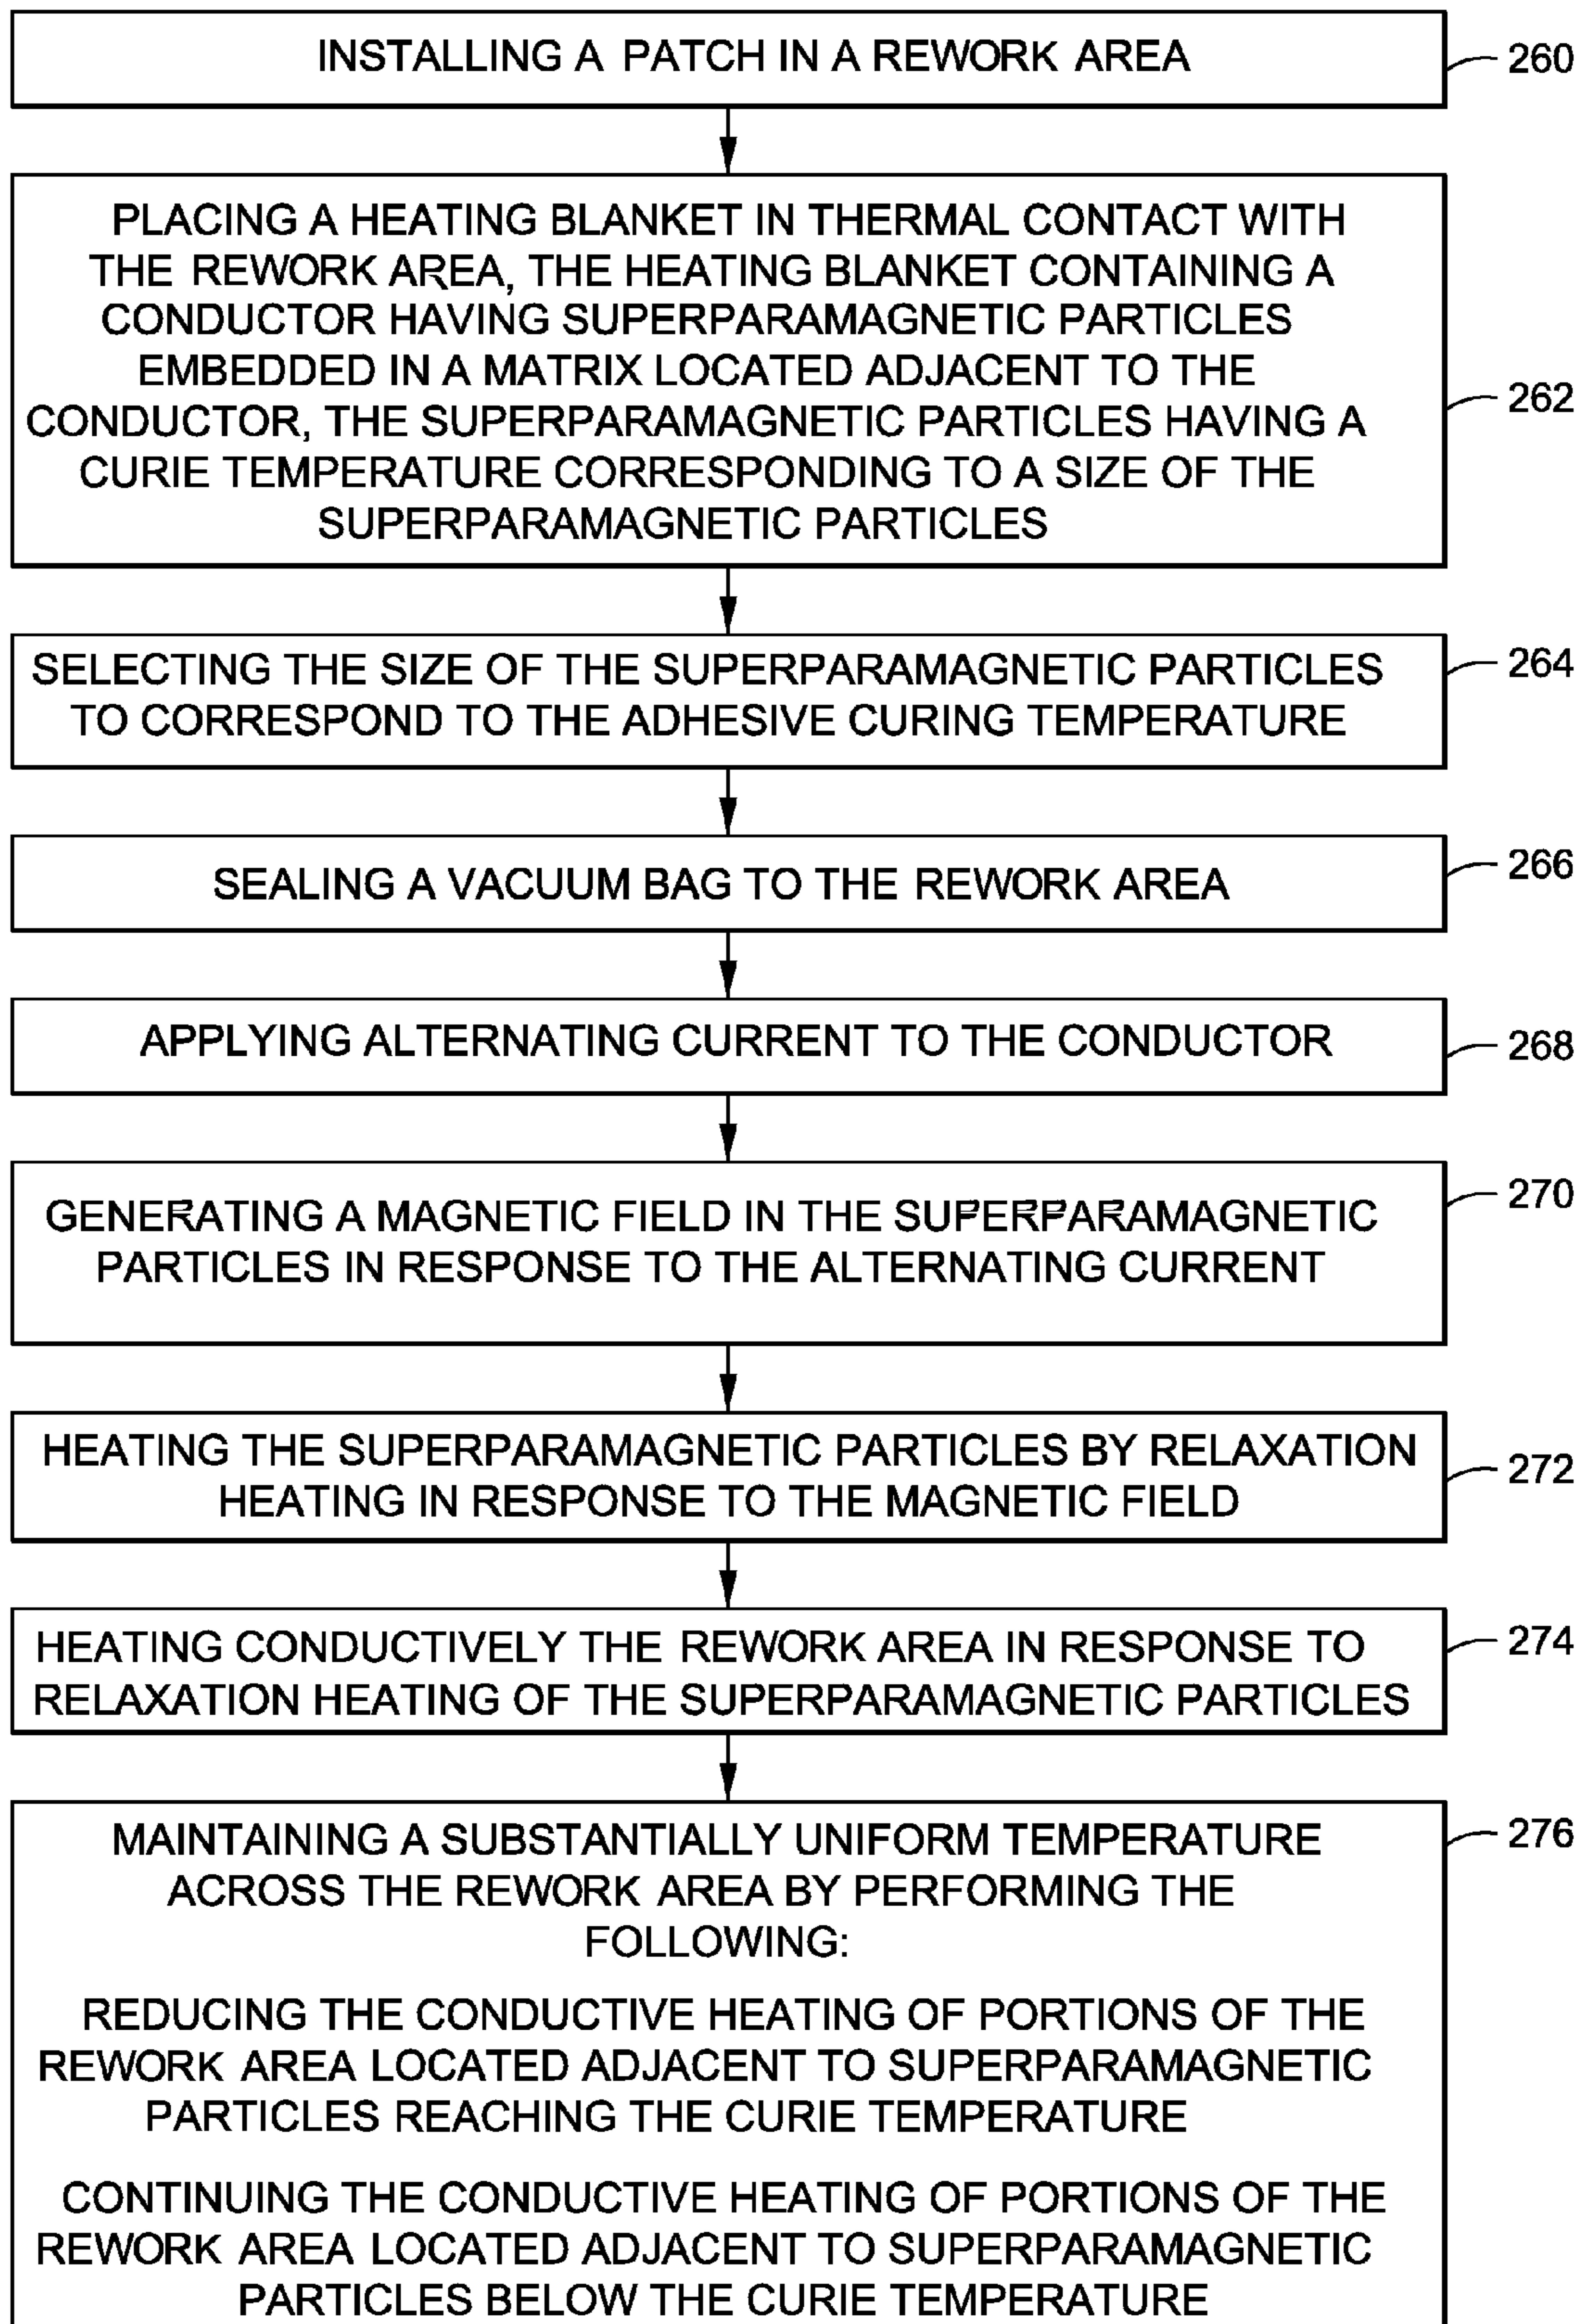 INSTALLING A PATCH IN A REWORK AREA
260
PLACING A HEATING BLANKET IN THERMAL CONTACT WITH
THE REWORK AREA, THE HEATING BLANKET CONTAINING A
CONDUCTOR HAVING SUPERPARAMAGNETIC PARTICLES
EMBEDDED IN A MATRIX LOCATED ADJACENT TO THE
CONDUCTOR, THE SUPERPARAMAGNETIC PARTICLES HAVING A
CURIE TEMPERATURE CORRESPONDING TO A SIZE OF THE
SUPERPARAMAGNETIC PARTICLES
262
SELECTING THE SIZE OF THE SUPERPARAMAGNETIC PARTICLES
TO CORRESPOND TO THE ADHESIVE CURING TEMPERATURE
264
SEALING A VACUUM BAG TO THE REWORK AREA
266
APPLYING ALTERNATING CURRENT TO THE CONDUCTOR
268
GENERATING A MAGNETIC FIELD IN THE SUPERPARAMAGNETIC
PARTICLES IN RESPONSE TO THE ALTERNATING CURRENT
270
HEATING THE SUPERPARAMAGNETIC PARTICLES BY RELAXATION
HEATING IN RESPONSE TO THE MAGNETIC FIELD
272
HEATING CONDUCTIVELY THE REWORK AREA IN RESPONSE TO
RELAXATION HEATING OF THE SUPERPARAMAGNETIC PARTICLES
274
MAINTAINING A SUBSTANTIALLY UNIFORM TEMPERATURE
ACROSS THE REWORK AREA BY PERFORMING THE
FOLLOWING:
REDUCING THE CONDUCTIVE HEATING OF PORTIONS OF THE
REWORK AREA LOCATED ADJACENT TO SUPERPARAMAGNETIC
PARTICLES REACHING THE CURIE TEMPERATURE
CONTINUING THE CONDUCTIVE HEATING OF PORTIONS OF THE
REWORK AREA LOCATED ADJACENT TO SUPERPARAMAGNETIC
PARTICLES BELOW THE CURIE TEMPERATURE
276